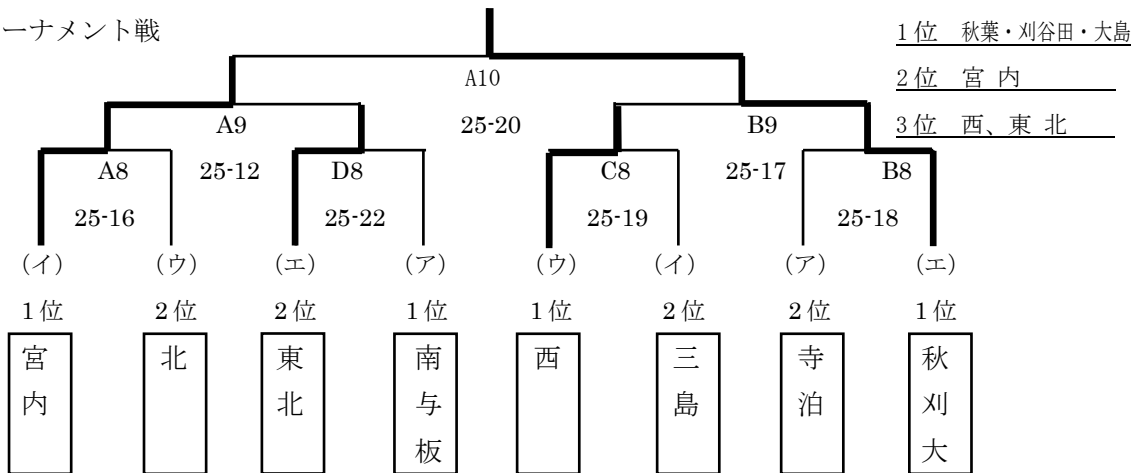 ーナメント戦
1位 秋葉・刈谷田・大島
A10
2位 宮 内
A9 25-20 B9
3位 西、東 北
A8 25-12 D8 C8 25-17 B8
25-16 25-22 25-19 25-18
(イ) (ウ) (エ) (ア) (ウ) (イ) (ア) (エ)
1位 2位 2位 1位 1位 2位 2位 1位
宮内 北 東北 南与板 西 三島 寺泊 秋刈大